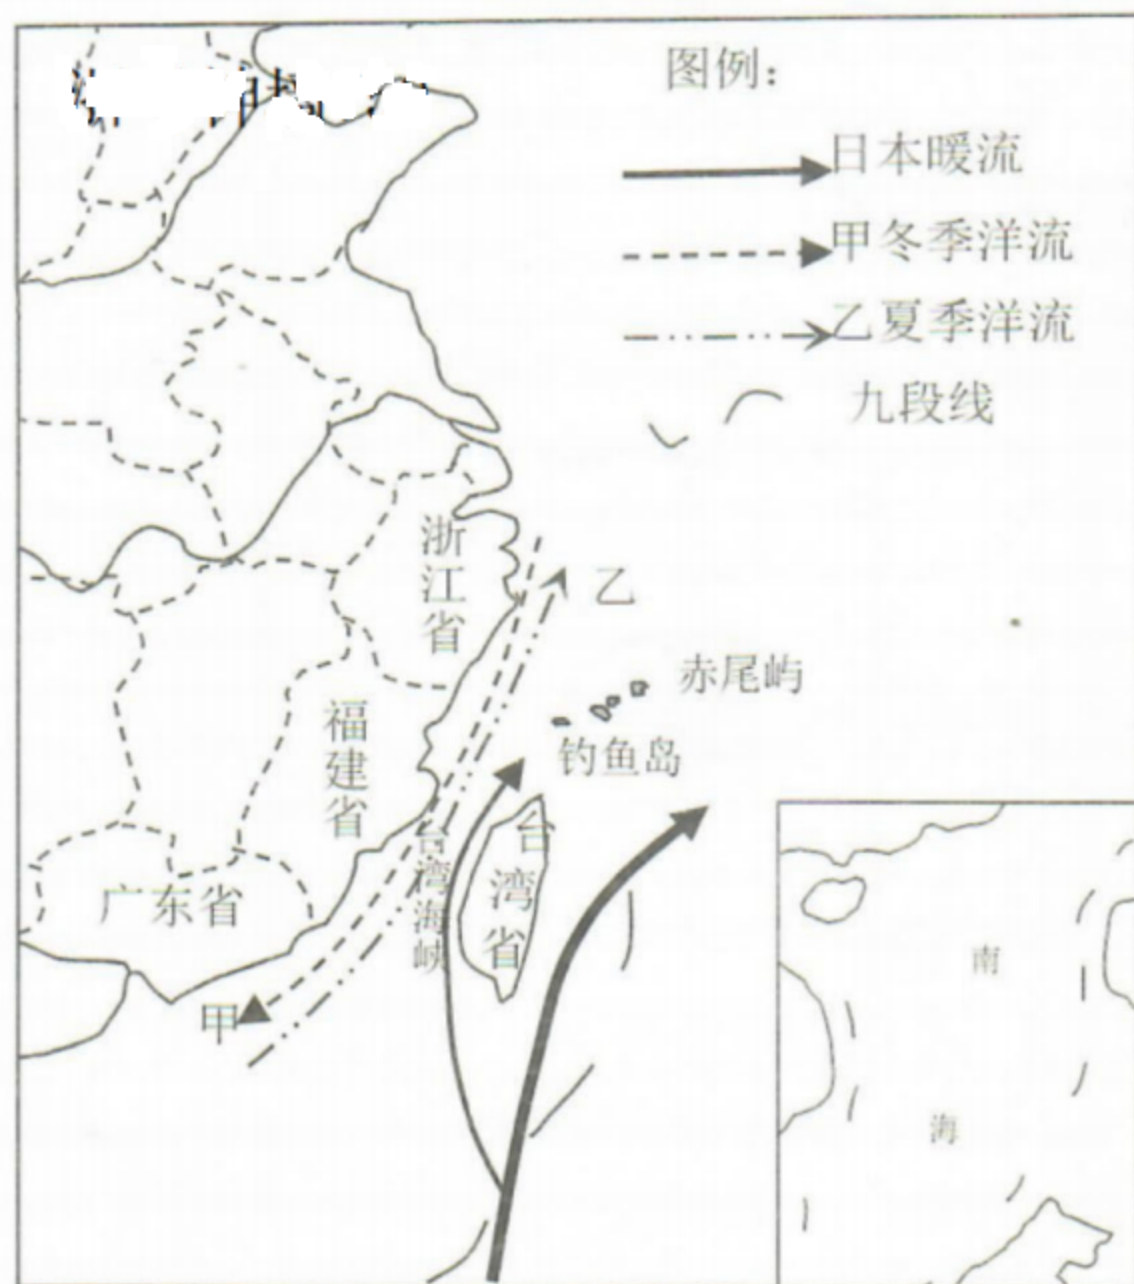 图例：
日本暖流
甲冬季洋流
乙夏季洋流
九段线
浙江省
乙
赤尾屿
钓鱼岛
福建省
台湾海峡
台湾省
广东省
甲
南海